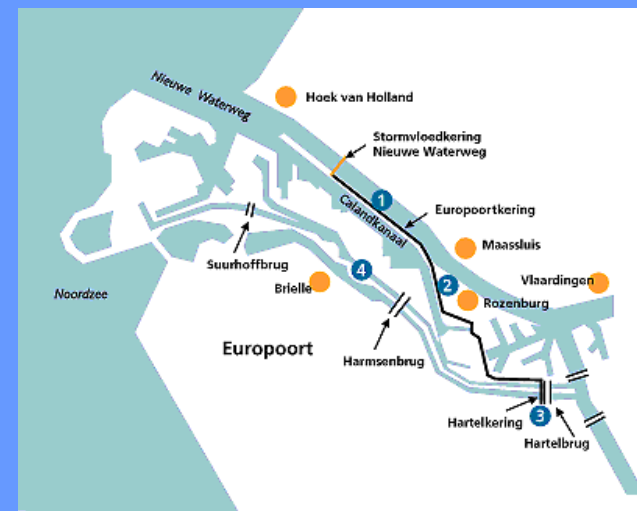 Nieuwe Waterweg
Hoek van Holland
Stormvloedkering
Nieuwe Waterweg
1
Calandkanaal
Europoortkering
Maassluis
Suurhoffbrug
4
2
Vlaardingen
Noordzee
Brielle
Rozenburg
Europoort
Harmsenbrug
Hartelkering
3
Hartelbrug